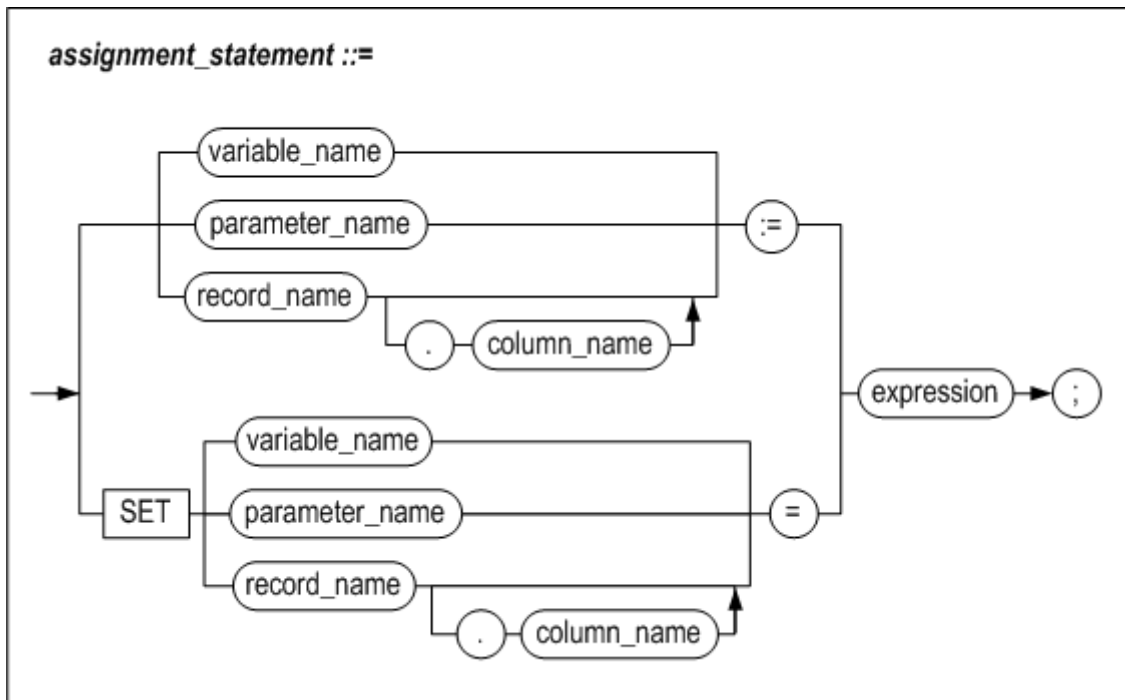 assignment_statement ::=
variable_name
parameter_name
:=
record_name
. column_name
expression ;
variable_name
SET parameter_name =
record_name
. column_name